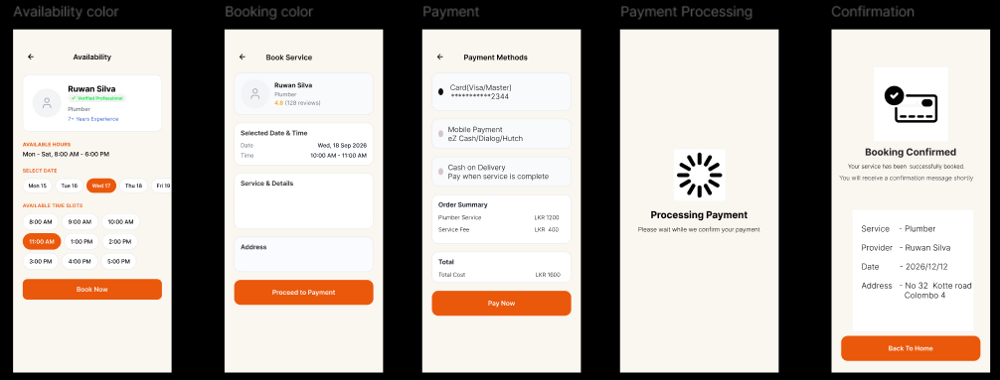 Availability color
Availability
Ruwan Silva
Verified Professional
Plumber
7+ Years Experience
AVAILABLE HOURS
Mon - Sat, 8:00 AM - 6:00 PM
SELECT DATE
Mon 15 Tue 16 Wed 17 Thu 18 Fri 19
AVAILABLE TIME SLOTS
8:00 AM 9:00 AM 10:00 AM
11:00 AM 1:00 PM 2:00 PM
3:00 PM 4:00 PM 5:00 PM
Book Now
Booking color
Book Service
Ruwan Silva
Plumber
4.8 (128 reviews)
Selected Date & Time
Date Wed, 18 Sep 2026
Time 10:00 AM - 11:00 AM
Service & Details
Address
Proceed to Payment
Payment
Payment Methods
Card(Visa/Master)
***********2344
Mobile Payment
eZ Cash/Dialog/Hutch
Cash on Delivery
Pay when service is complete
Order Summary
Plumber Service LKR 1200
Service Fee LKR 400
Total
Total Cost LKR 1600
Pay Now
Payment Processing
Processing Payment
Please wait while we confirm your payment
Confirmation
Booking Confirmed
Your service has been successfully booked.
You will receive a confirmation message shortly
Service - Plumber
Provider - Ruwan Silva
Date - 2026/12/12
Address - No 32 Kotte road
Colombo 4
Back To Home